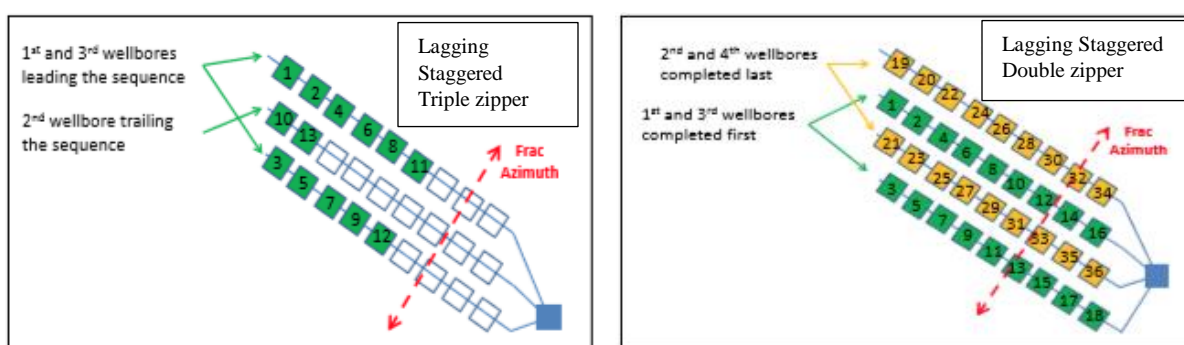 1st and 3rd wellbores
leading the sequence
2nd wellbore trailing
the sequence
Lagging
Staggered
Triple zipper
1
2
4
6
8
11
10
13
3
5
7
9
12
Frac
Azimuth
2nd and 4th wellbores
completed last
1st and 3rd wellbores
completed first
Lagging Staggered
Double zipper
19
20
22
24
26
28
30
32
34
1
2
4
6
8
10
12
14
16
21
23
25
27
29
31
33
35
36
3
5
7
9
11
13
15
17
18
Frac
Azimuth